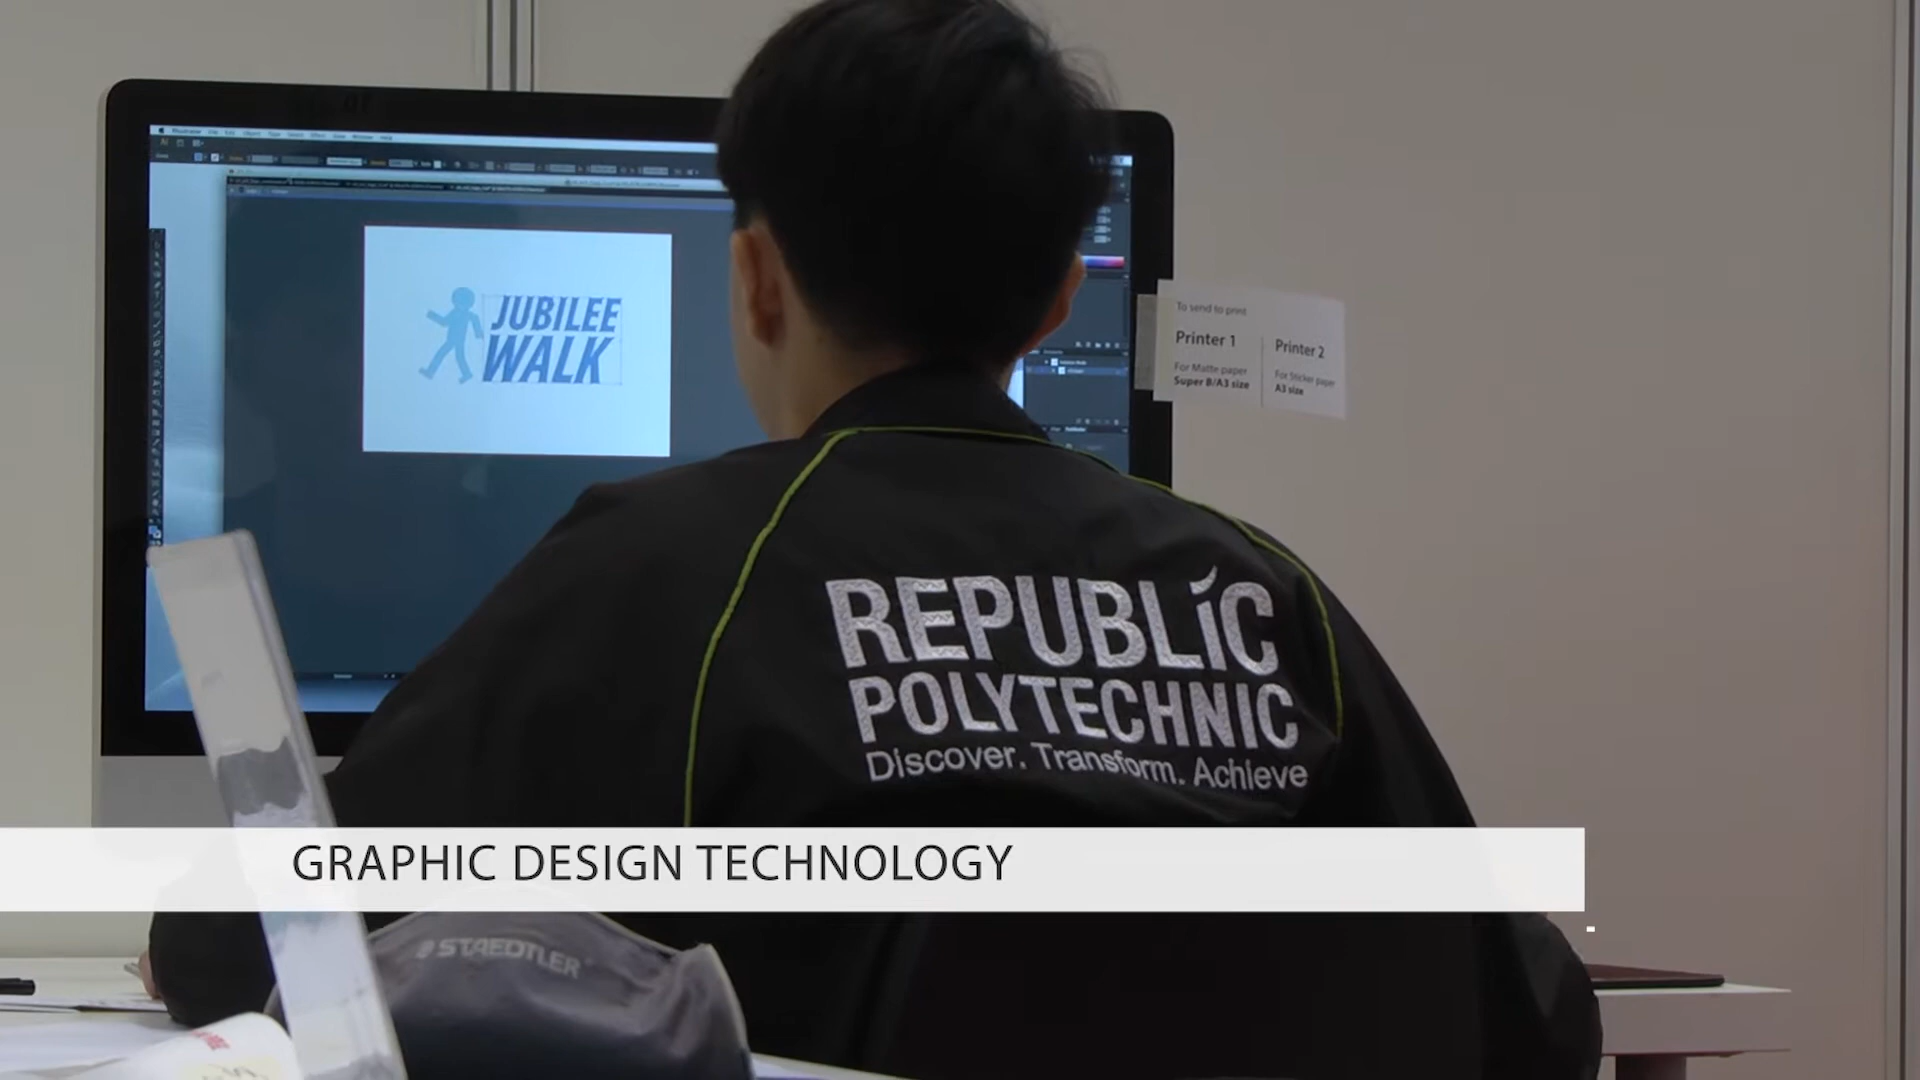 JUBILEE
WALK
To send to print
Printer 1
For Matte paper
Super B/A3 size
Printer 2
For Sticker paper
A3 size
REPUBLIC
POLYTECHNIC
Discover. Transform. Achieve
GRAPHIC DESIGN TECHNOLOGY
STAEDTLER